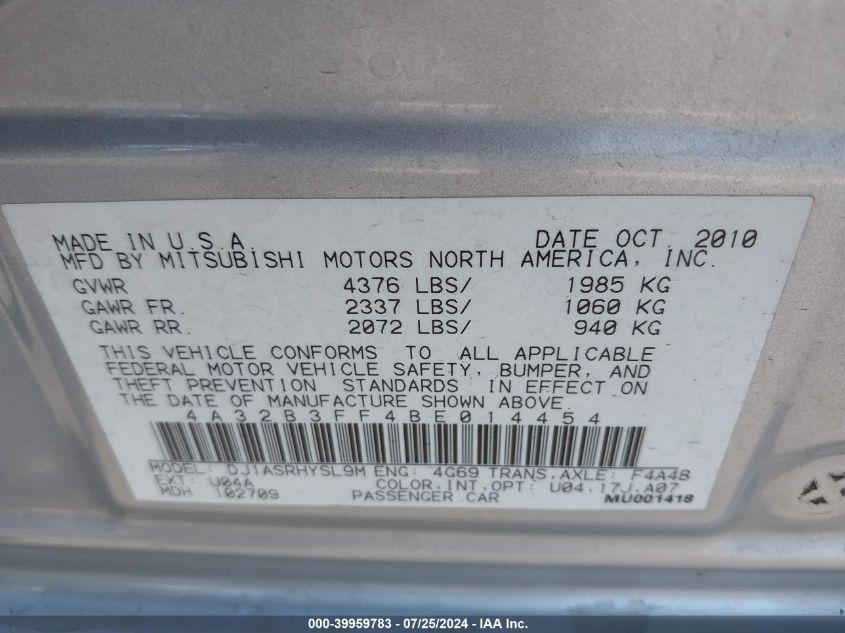 MADE IN U.S.A. DATE OCT. 2010
MFD BY MITSUBISHI MOTORS NORTH AMERICA, INC.
GVWR 4376 LBS/ 1985 KG
GAWR FR. 2337 LBS/ 1060 KG
GAWR RR. 2072 LBS/ 940 KG
THIS VEHICLE CONFORMS TO ALL APPLICABLE
FEDERAL MOTOR VEHICLE SAFETY, BUMPER, AND
THEFT PREVENTION STANDARDS IN EFFECT ON
THE DATE OF MANUFACTURE SHOWN ABOVE.
4A32B3FF4BE014454
MODEL: DJ1ASRHYSL9M ENG: 4G69 TRANS.AXLE: F4A4B
EXT: U04A COLOR.INT.OPT: U04.17J.A07
MDH T02709 PASSENGER CAR MU001418
000-39959783 - 07/25/2024 - IAA Inc.